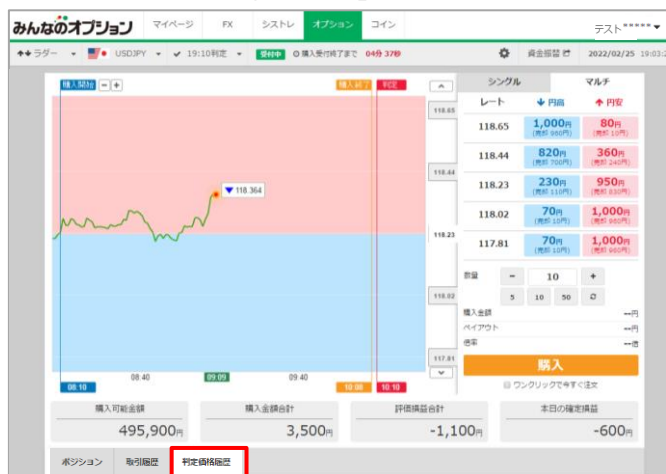 みんなのオプション マイページ FX シストレ オプション コイン テスト*****
ラダー USDJPY 19:10判定 受付中 購入受付終了まで 04分 37秒 資金振替 2022/02/25 19:03:2
購入開始 - + 購入終了 判定
シングル マルチ
レート 円高 円安
118.65 1,000円 (売却 960円) 80円 (売却 10円)
118.44 820円 (売却 700円) 360円 (売却 240円)
118.23 230円 (売却 110円) 950円 (売却 830円)
118.02 70円 (売却 10円) 1,000円 (売却 960円)
117.81 70円 (売却 10円) 1,000円 (売却 960円)
118.65
118.44
118.364
118.23
118.02
117.81
数量 - 10 +
5 10 50
購入金額 --円
ペイアウト --円
倍率 --倍
購入
ワンクリックで今すぐ注文
08:40 09:09 09:40
08:10 10:08 10:10
購入可能金額 購入金額合計 評価損益合計 本日の確定損益
495,900円 3,500円 -1,100円 -600円
ポジション 取引履歴 判定価格履歴